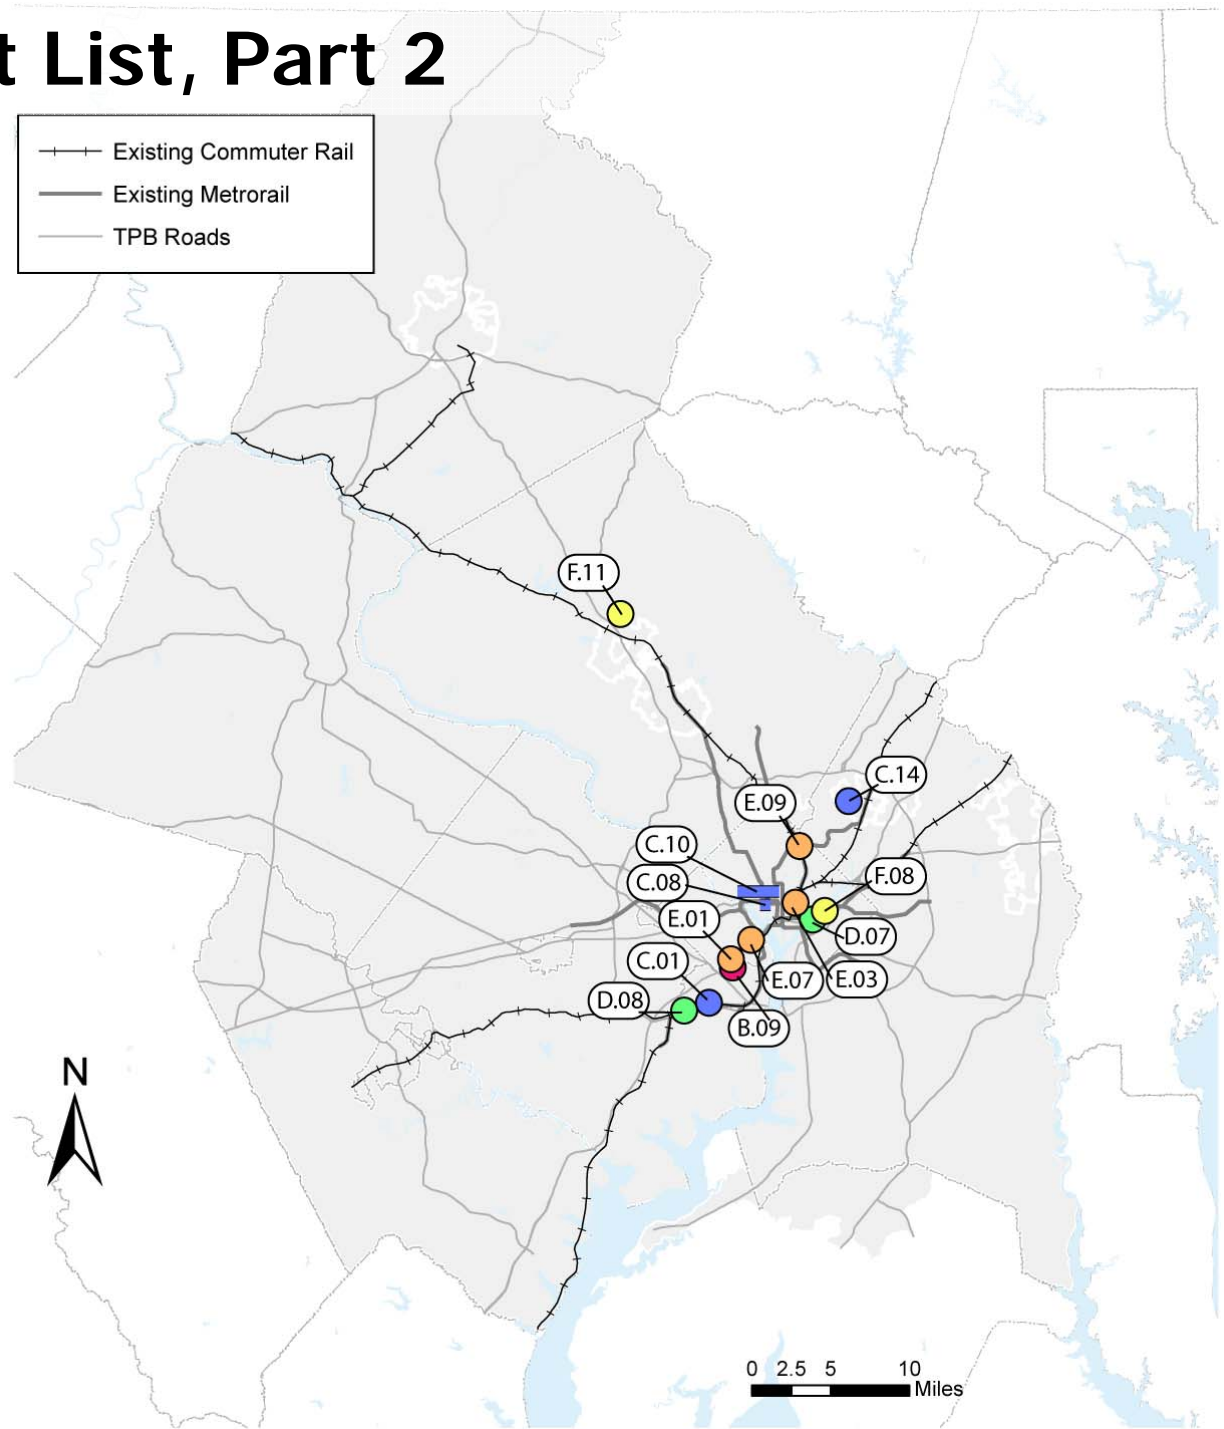 t List, Part 2
Existing Commuter Rail
Existing Metrorail
TPB Roads
F.11
C.14
E.09
C.10
C.08
F.08
E.01
D.07
C.01
E.07
E.03
D.08
B.09
N
0 2.5 5 10
Miles